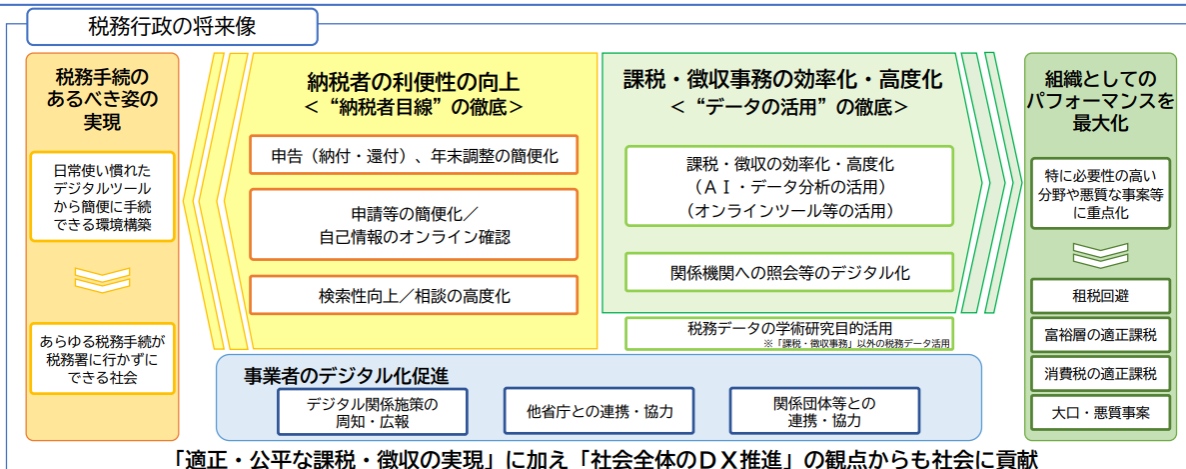 税務行政の将来像
税務手続の
あるべき姿の
実現
日常使い慣れた
デジタルツール
から簡便に手続
できる環境構築
あらゆる税務手続が
税務署に行かずに
できる社会
納税者の利便性の向上
＜“納税者目線”の徹底＞
申告（納付・還付）、年末調整の簡便化
申請等の簡便化／
自己情報のオンライン確認
検索性向上／相談の高度化
課税・徴収事務の効率化・高度化
＜“データの活用”の徹底＞
課税・徴収の効率化・高度化
（ＡＩ・データ分析の活用）
（オンラインツール等の活用）
関係機関への照会等のデジタル化
税務データの学術研究目的活用
※「課税・徴収事務」以外の税務データ活用
組織としての
パフォーマンスを
最大化
特に必要性の高い
分野や悪質な事案等
に重点化
租税回避
富裕層の適正課税
消費税の適正課税
大口・悪質事案
事業者のデジタル化促進
デジタル関係施策の
周知・広報
他省庁との連携・協力
関係団体等との
連携・協力
「適正・公平な課税・徴収の実現」に加え「社会全体のＤＸ推進」の観点からも社会に貢献